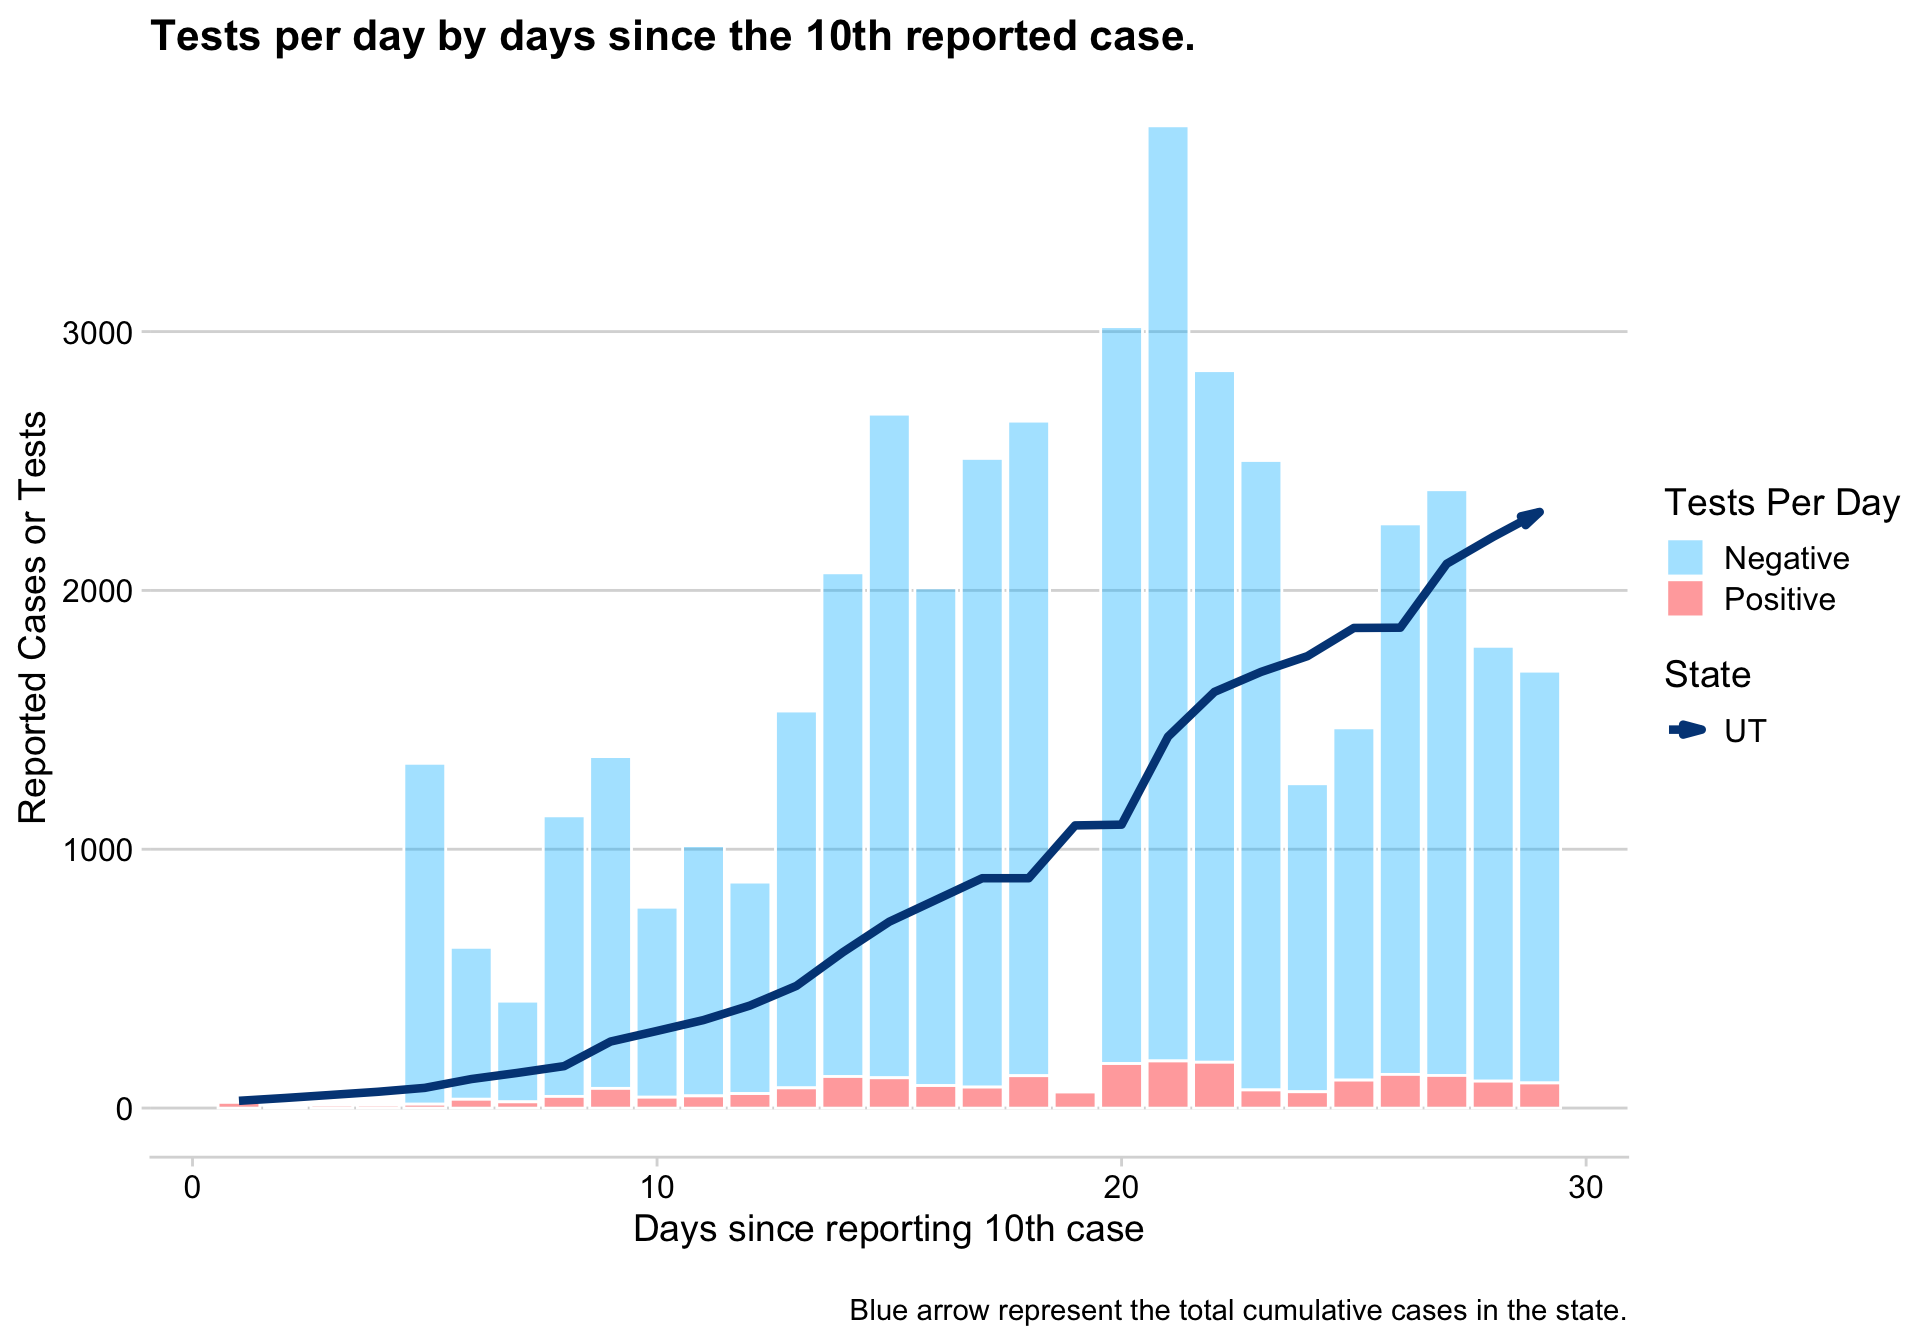 Tests per day by days since the 10th reported case.
Reported Cases or Tests
3000
2000
1000
0
0
10
20
30
Days since reporting 10th case
Tests Per Day
Negative
Positive
State
UT
Blue arrow represent the total cumulative cases in the state.